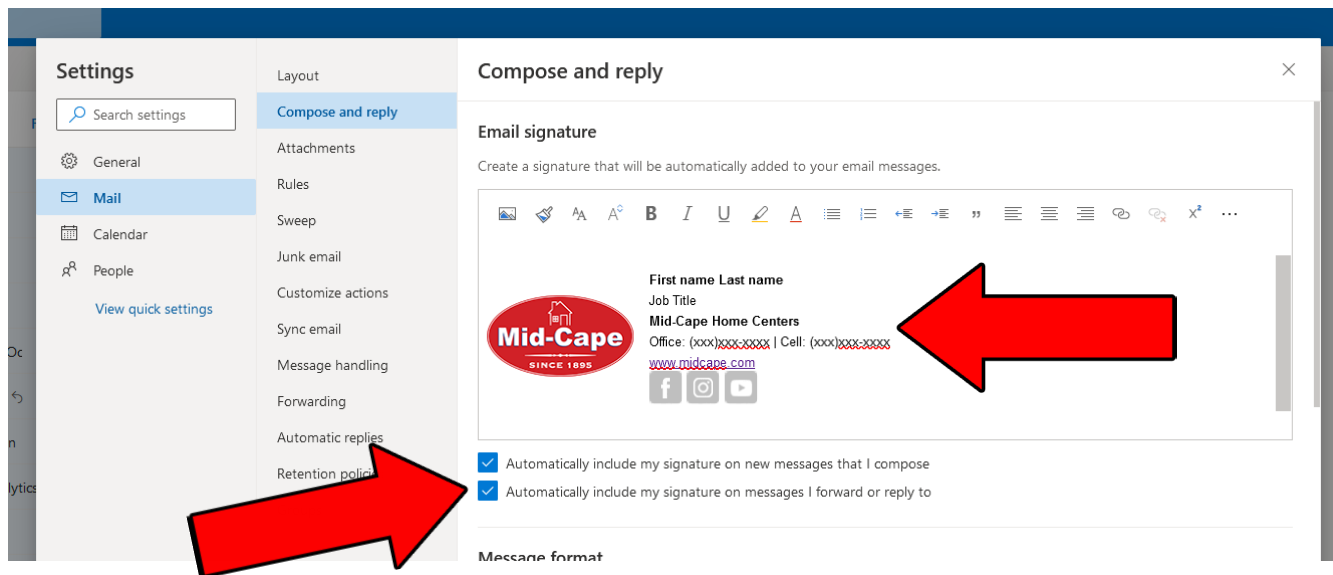 Settings
Search settings
General
Mail
Calendar
People
View quick settings
Layout
Compose and reply
Attachments
Rules
Sweep
Junk email
Customize actions
Sync email
Message handling
Forwarding
Automatic replies
Retention
Compose and reply
Email signature
Create a signature that will be automatically added to your email messages.
Mid-Cape
SINCE 1895
First name Last name
Job Title
Mid-Cape Home Centers
Office: (xxx)xxx-xxxx | Cell: (xxx)xxx-xxxx
www.midcape.com
Automatically include my signature on new messages that I compose
Automatically include my signature on messages I forward or reply to
Message format